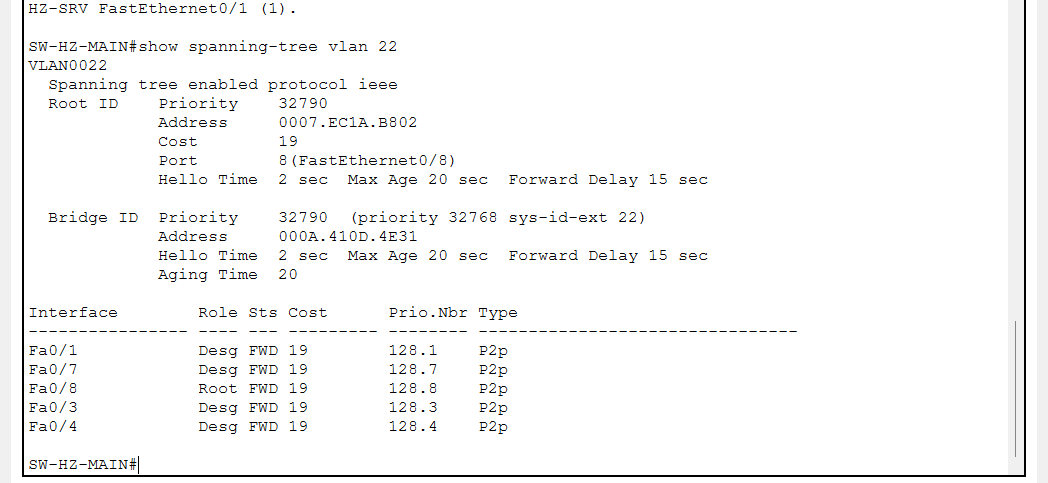 HZ-SRV FastEthernet0/1 (1).
SW-HZ-MAIN#show spanning-tree vlan 22
VLAN0022
  Spanning tree enabled protocol ieee
  Root ID    Priority    32790
             Address     0007.EC1A.B802
             Cost        19
             Port        8(FastEthernet0/8)
             Hello Time  2 sec  Max Age 20 sec  Forward Delay 15 sec

  Bridge ID  Priority    32790  (priority 32768 sys-id-ext 22)
             Address     000A.410D.4E31
             Hello Time  2 sec  Max Age 20 sec  Forward Delay 15 sec
             Aging Time  20

Interface        Role Sts Cost      Prio.Nbr Type
---------------- ---- --- --------- -------- --------------------------------
Fa0/1            Desg FWD 19        128.1    P2p
Fa0/7            Desg FWD 19        128.7    P2p
Fa0/8            Root FWD 19        128.8    P2p
Fa0/3            Desg FWD 19        128.3    P2p
Fa0/4            Desg FWD 19        128.4    P2p

SW-HZ-MAIN#